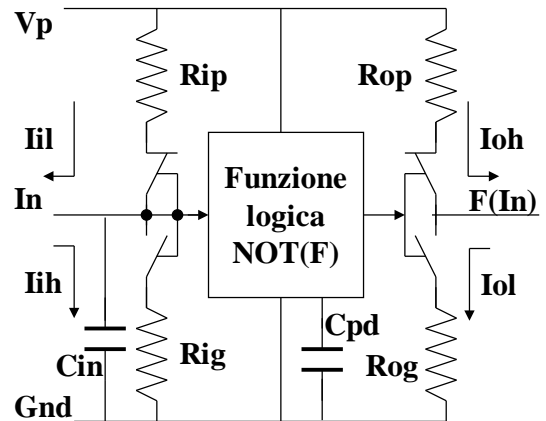 Vp
Rip
Rop
Iil
Ioh
In
Funzione
logica
NOT(F)
F(In)
Iih
Iol
Cin
Rig
Cpd
Rog
Gnd